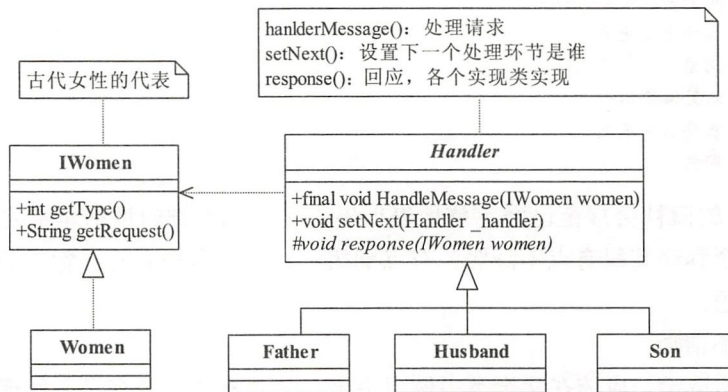 hanlderMessage()：处理请求
setNext()：设置下一个处理环节是谁
response()：回应，各个实现类实现
古代女性的代表
IWomen
+int getType()
+String getRequest()
Handler
+final void HandleMessage(IWomen women)
+void setNext(Handler _handler)
#void response(IWomen women)
Women
Father
Husband
Son